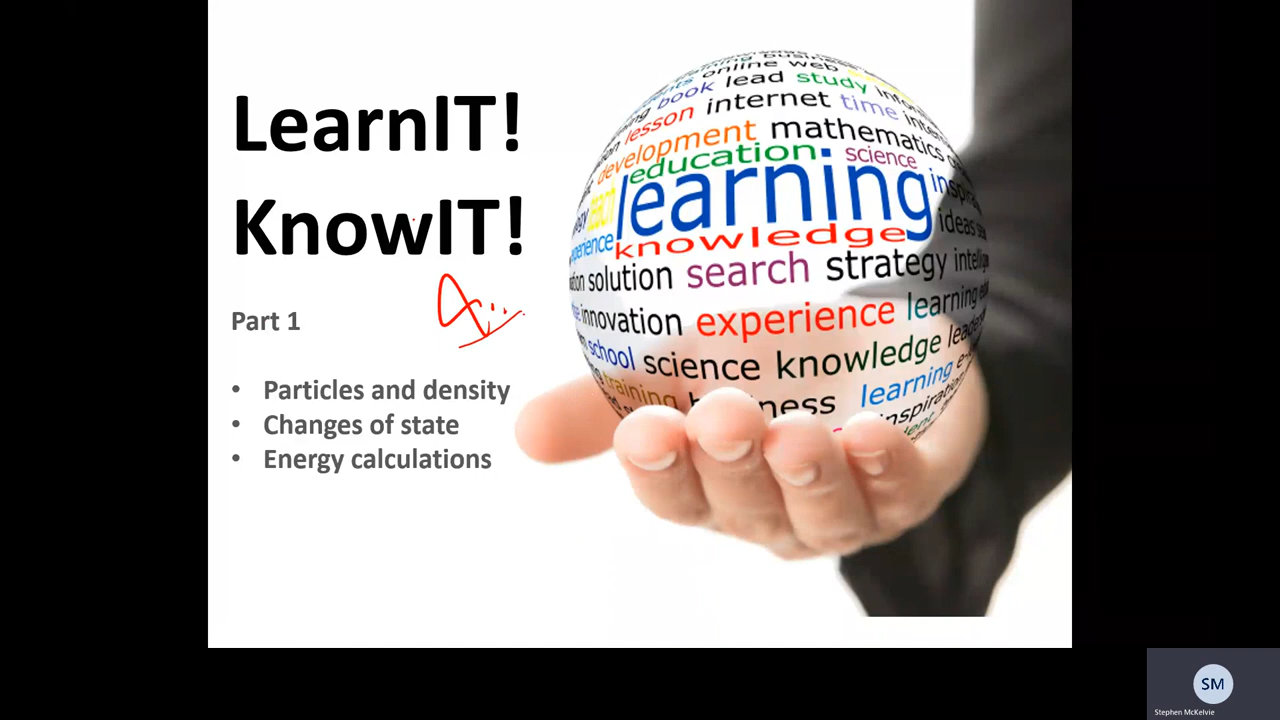 LearnIT!
KnowIT!
Part 1
• Particles and density
• Changes of state
• Energy calculations
online web
book lead study
lesson internet time
development mathematics
education science
learning
knowledge
ideas
solution search strategy
innovation experience learning
school science knowledge
training learning
SM
Stephen McKelvie